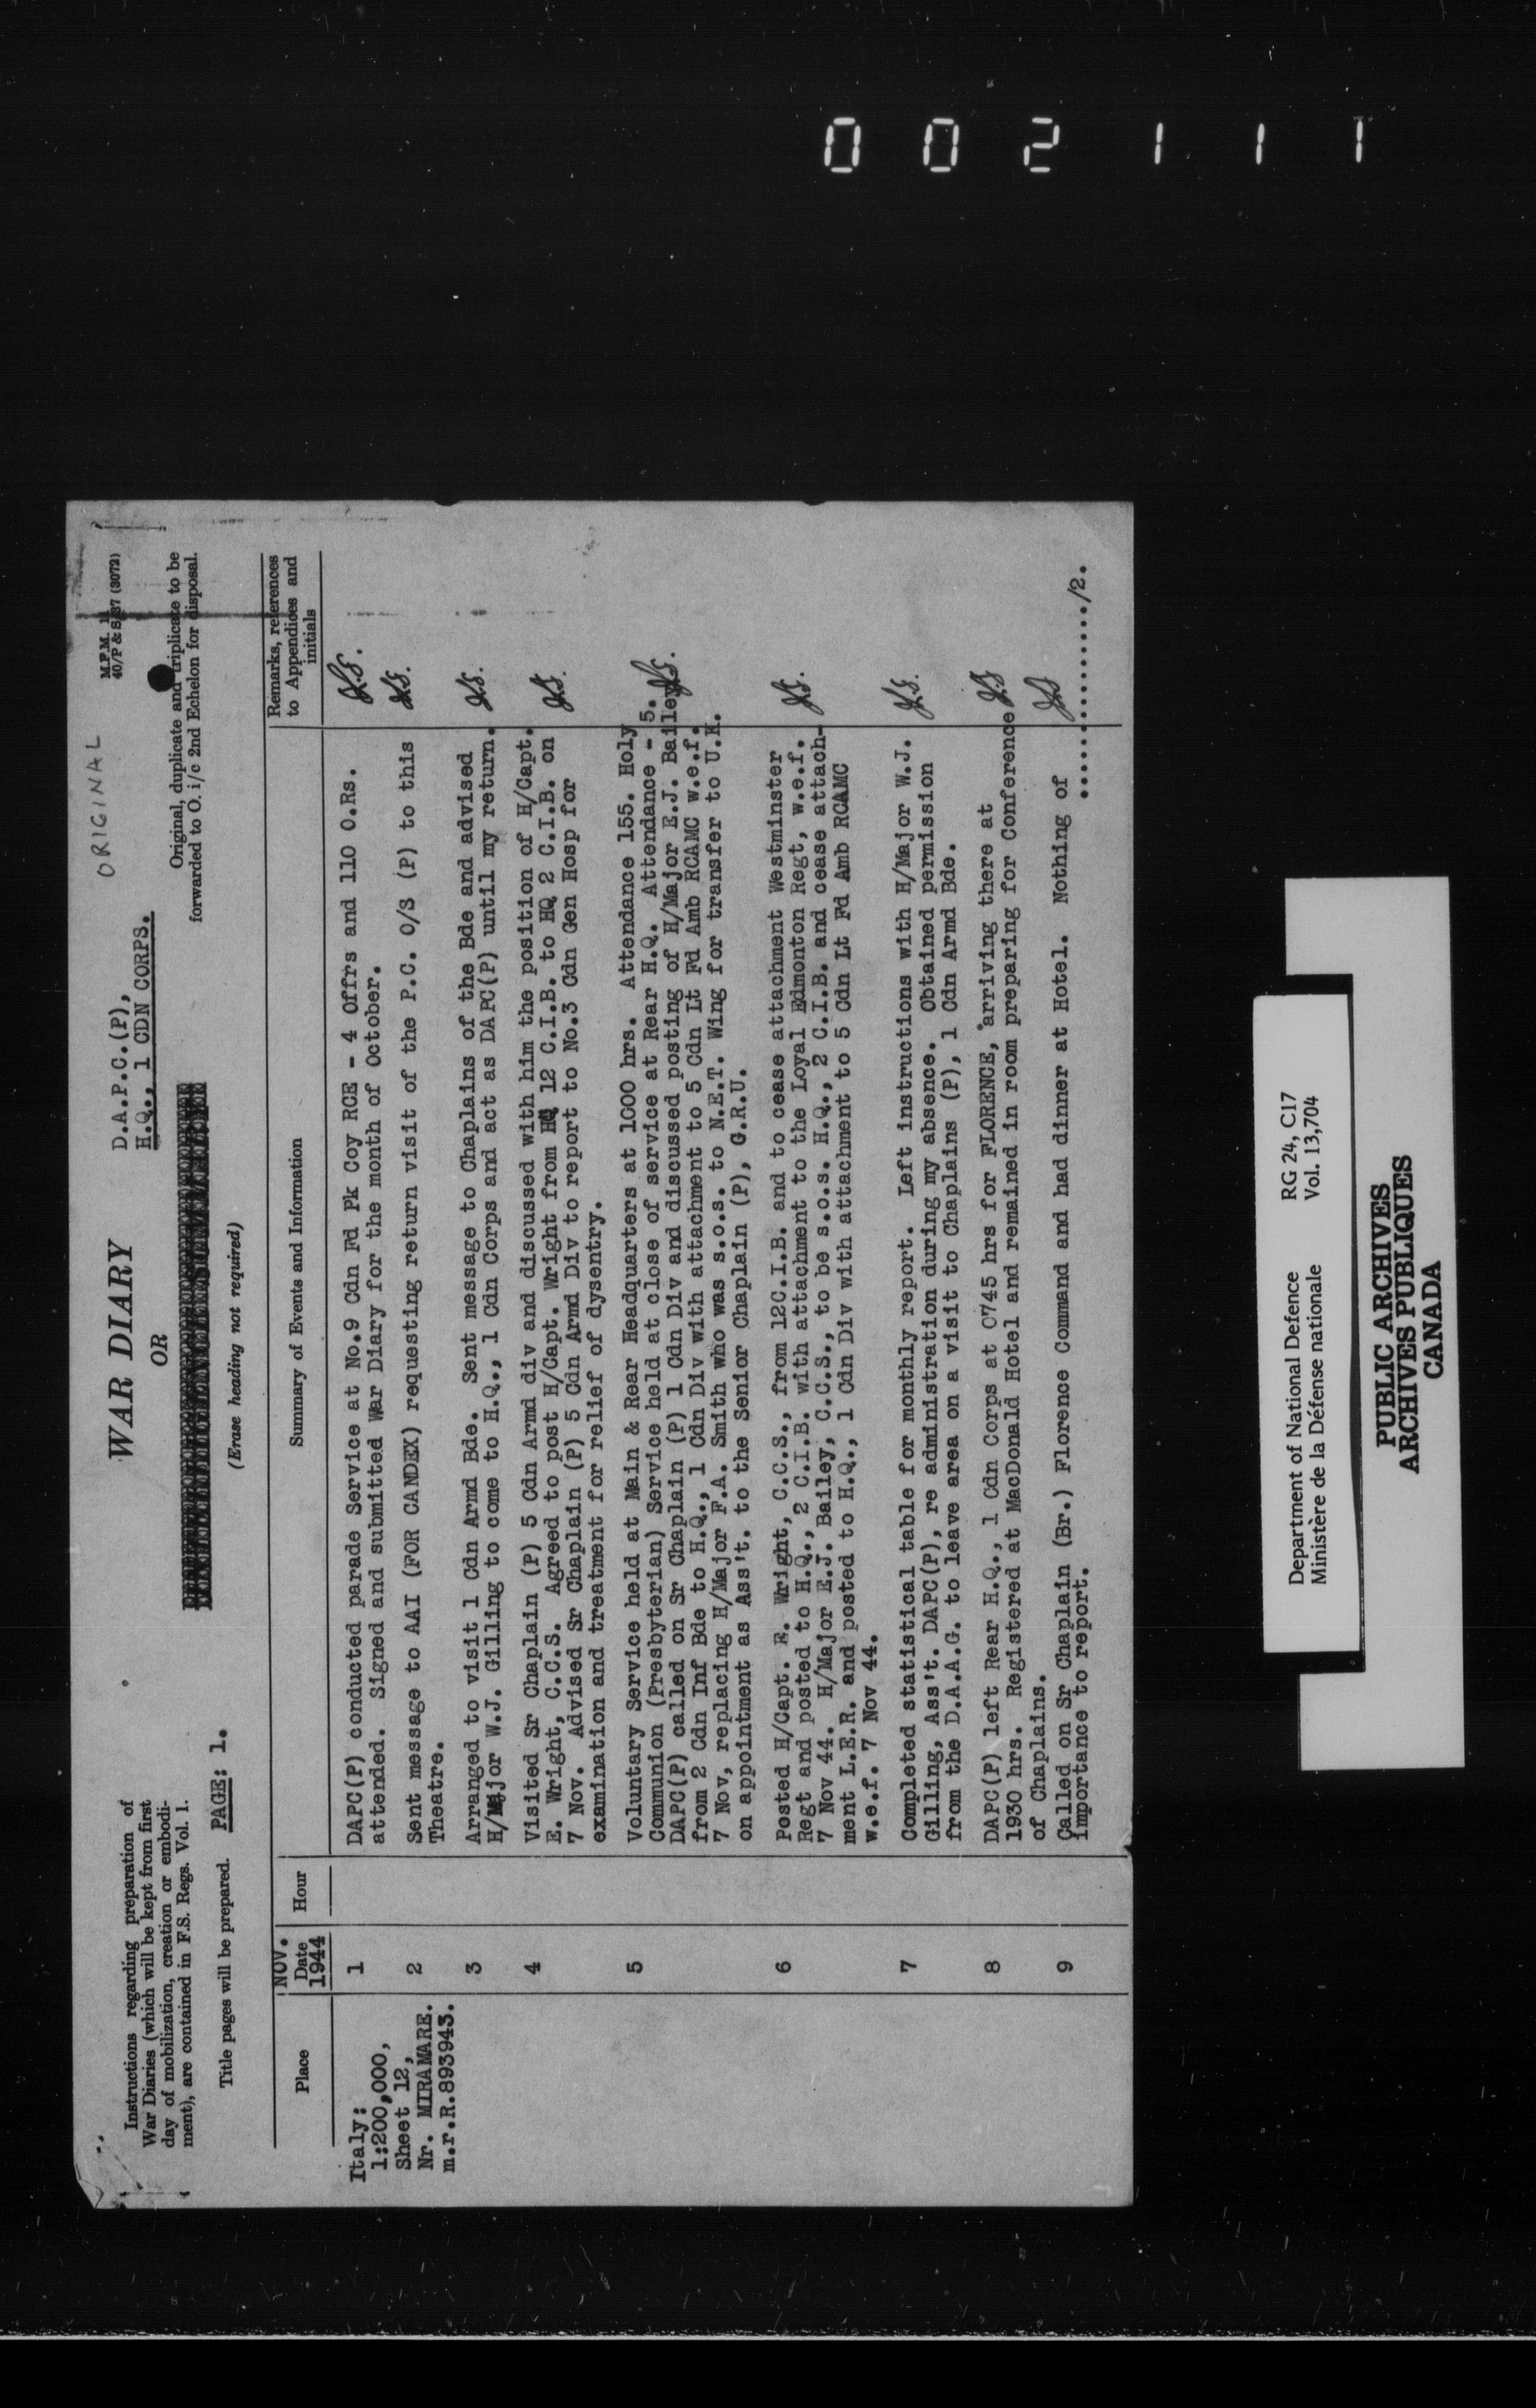 002111
ORIGINAL
M.F.M. 11
40/P & S/37 (3072)
Instructions regarding preparation of
War Diaries (which will be kept from first
day of mobilization, creation or embodi-
ment), are contained in F.S. Regs. Vol. 1.
Title pages will be prepared. PAGE: 1.
WAR DIARY
OR
(Erase heading not required)
D.A.P.C.(P),
H.Q., 1 CDN CORPS.
Original, duplicate and triplicate to be
forwarded to O. i/c 2nd Echelon for disposal.
Place
NOV.
Date
1944
Hour
Summary of Events and Information
Remarks, references
to Appendices and
initials
Italy:
1:200,000,
Sheet 12,
Nr. MIRAMARE.
m.r.R.893943.
1 DAPC(P) conducted parade Service at No.9 Cdn Fd Pk Coy RCE - 4 Offrs and 110 O.Rs.
attended. Signed and submitted War Diary for the month of October.
2 Sent message to AAI (FOR CANDEX) requesting return visit of the P.C. O/S (P) to this
Theatre.
3 Arranged to visit 1 Cdn Armd Bde. Sent message to Chaplains of the Bde and advised
H/Major W.J. Gilling to come to H.Q., 1 Cdn Corps and act as DAPC(P) until my return.
4 Visited Sr Chaplain (P) 5 Cdn Armd div and discussed with him the position of H/Capt.
E. Wright, C.C.S. Agreed to post H/Capt. Wright from HQ 12 C.I.B. to HQ 2 C.I.B. on
7 Nov. Advised Sr Chaplain (P) 5 Cdn Armd Div to report to No.3 Cdn Gen Hosp for
examination and treatment for relief of dysentry.
5 Voluntary Service held at Main & Rear Headquarters at 1000 hrs. Attendance 155. Holy
Communion (Presbyterian) Service held at close of service at Rear H.Q. Attendance - 5.
DAPC(P) called on Sr Chaplain (P) 1 Cdn Div and discussed posting of H/Major E.J. Bailey
from 2 Cdn Inf Bde to H.Q., 1 Cdn Div with attachment to 5 Cdn Lt Fd Amb RCAMC w.e.f.
7 Nov, replacing H/Major F.A. Smith who was s.o.s. to N.E.T. Wing for transfer to U.K.
on appointment as Ass't. to the Senior Chaplain (P), G.R.U.
6 Posted H/Capt. E. Wright, C.C.S., from 12C.I.B. and to cease attachment Westminster
Regt and posted to H.Q., 2 C.I.B. with attachment to the Loyal Edmonton Regt, w.e.f.
7 Nov 44. H/Major E.J. Bailey, C.C.S., to be s.o.s. H.Q., 2 C.I.B. and cease attach-
ment L.E.R. and posted to H.Q., 1 Cdn Div with attachment to 5 Cdn Lt Fd Amb RCAMC
w.e.f. 7 Nov 44.
7 Completed statistical table for monthly report. Left instructions with H/Major W.J.
Gilling, Ass't. DAPC(P), re administration during my absence. Obtained permission
from the D.A.A.G. to leave area on a visit to Chaplains (P), 1 Cdn Armd Bde.
8 DAPC(P) left Rear H.Q., 1 Cdn Corps at 0745 hrs for FLORENCE, arriving there at
1930 hrs. Registered at MacDonald Hotel and remained in room preparing for Conference
of Chaplains.
9 Called on Sr Chaplain (Br.) Florence Command and had dinner at Hotel. Nothing of
importance to report.
................/2.
Department of National Defence
Ministère de la Défense nationale
RG 24, C17
Vol. 13,704
PUBLIC ARCHIVES
ARCHIVES PUBLIQUES
CANADA